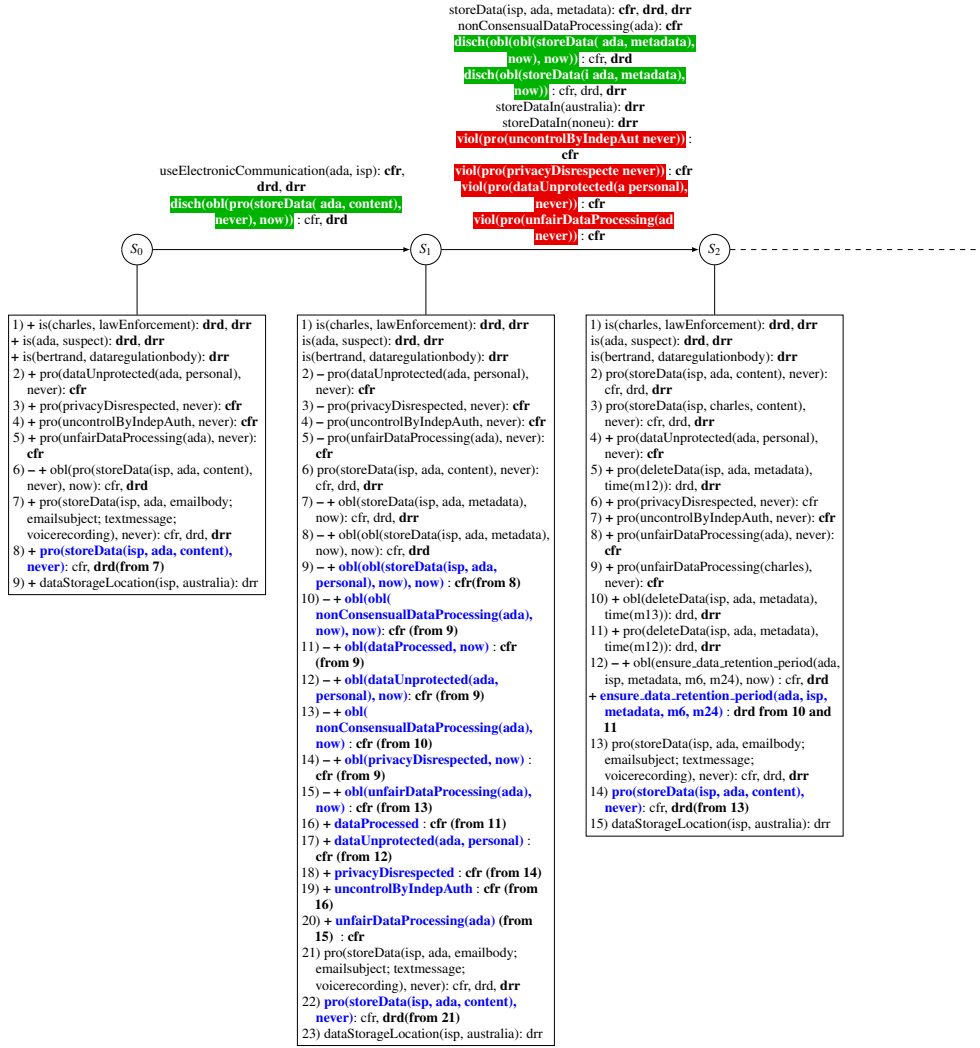 storeData(isp, ada, metadata): cfr, drd, drr
nonConsensualDataProcessing(ada): cfr
disch(obl(obl(storeData( ada, metadata),
now), now)) : cfr, drd
disch(obl(storeData(i ada, metadata),
now)) : cfr, drd, drr
storeDataIn(australia): drr
storeDataIn(noneu): drr
viol(pro(uncontrolByIndepAut never)) :
cfr
viol(pro(privacyDisrespecte never)) : cfr
viol(pro(dataUnprotected(a personal),
never)) : cfr
viol(pro(unfairDataProcessing(ad
never)) : cfr
useElectronicCommunication(ada, isp): cfr,
drd, drr
disch(obl(pro(storeData( ada, content),
never), now)) : cfr, drd
S0
S1
S2
1) + is(charles, lawEnforcement): drd, drr
+ is(ada, suspect): drd, drr
+ is(bertrand, dataregulationbody): drr
2) + pro(dataUnprotected(ada, personal),
never): cfr
3) + pro(privacyDisrespected, never): cfr
4) + pro(uncontrolByIndepAuth, never): cfr
5) + pro(unfairDataProcessing(ada), never):
cfr
6) − + obl(pro(storeData(isp, ada, content),
never), now): cfr, drd
7) + pro(storeData(isp, ada, emailbody;
emailsubject; textmessage;
voicerecording), never): cfr, drd, drr
8) + pro(storeData(isp, ada, content),
never): cfr, drd(from 7)
9) + dataStorageLocation(isp, australia): drr
1) is(charles, lawEnforcement): drd, drr
is(ada, suspect): drd, drr
is(bertrand, dataregulationbody): drr
2) − pro(dataUnprotected(ada, personal),
never): cfr
3) − pro(privacyDisrespected, never): cfr
4) − pro(uncontrolByIndepAuth, never): cfr
5) − pro(unfairDataProcessing(ada), never):
cfr
6) pro(storeData(isp, ada, content), never):
cfr, drd, drr
7) − + obl(storeData(isp, ada, metadata),
now): cfr, drd, drr
8) − + obl(obl(storeData(isp, ada, metadata),
now), now): cfr, drd
9) − + obl(obl(storeData(isp, ada,
personal), now), now) : cfr(from 8)
10) − + obl(obl(
nonConsensualDataProcessing(ada),
now), now): cfr (from 9)
11) − + obl(dataProcessed, now) : cfr
(from 9)
12) − + obl(dataUnprotected(ada,
personal), now): cfr (from 9)
13) − + obl(
nonConsensualDataProcessing(ada),
now) : cfr (from 10)
14) − + obl(privacyDisrespected, now) :
cfr (from 9)
15) − + obl(unfairDataProcessing(ada),
now) : cfr (from 13)
16) + dataProcessed : cfr (from 11)
17) + dataUnprotected(ada, personal) :
cfr (from 12)
18) + privacyDisrespected : cfr (from 14)
19) + uncontrolByIndepAuth : cfr (from
16)
20) + unfairDataProcessing(ada) (from
15) : cfr
21) pro(storeData(isp, ada, emailbody;
emailsubject; textmessage;
voicerecording), never): cfr, drd, drr
22) pro(storeData(isp, ada, content),
never): cfr, drd(from 21)
23) dataStorageLocation(isp, australia): drr
1) is(charles, lawEnforcement): drd, drr
is(ada, suspect): drd, drr
is(bertrand, dataregulationbody): drr
2) pro(storeData(isp, ada, content), never):
cfr, drd, drr
3) pro(storeData(isp, charles, content),
never): cfr, drd, drr
4) + pro(dataUnprotected(ada, personal),
never): cfr
5) + pro(deleteData(isp, ada, metadata),
time(m12): drd, drr
6) + pro(privacyDisrespected, never): cfr
7) + pro(uncontrolByIndepAuth, never): cfr
8) + pro(unfairDataProcessing(ada), never):
cfr
9) + pro(unfairDataProcessing(charles),
never): cfr
10) + obl(deleteData(isp, ada, metadata),
time(m13)): drd, drr
11) + pro(deleteData(isp, ada, metadata),
time(m12)): drd, drr
12) − + obl(ensure_data_retention_period(ada,
isp, metadata, m6, m24), now) : cfr, drd
+ ensure_data_retention_period(ada, isp,
metadata, m6, m24) : drd from 10 and
11
13) pro(storeData(isp, ada, emailbody;
emailsubject; textmessage;
voicerecording), never): cfr, drd, drr
14) pro(storeData(isp, ada, content),
never): cfr, drd(from 13)
15) dataStorageLocation(isp, australia): drr